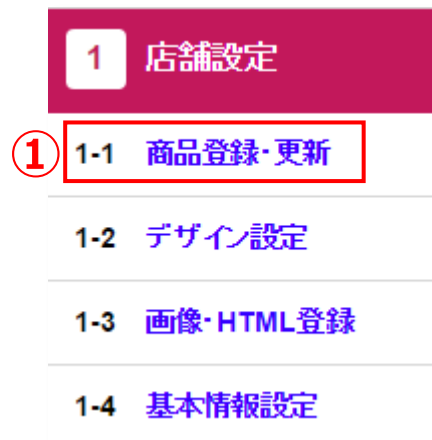 1 店舗設定
① 1-1 商品登録・更新
1-2 デザイン設定
1-3 画像・HTML登録
1-4 基本情報設定